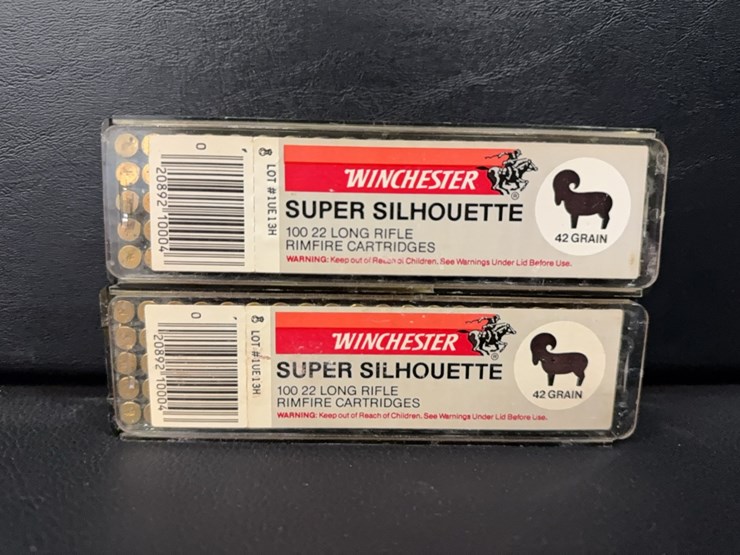 WINCHESTER
®
SUPER SILHOUETTE
100 22 LONG RIFLE
RIMFIRE CARTRIDGES
WARNING: Keep out of Reach of Children. See Warnings Under Lid Before Use.
42 GRAIN
LOT #1UE13H
8
0
20892 10004
WINCHESTER
®
SUPER SILHOUETTE
100 22 LONG RIFLE
RIMFIRE CARTRIDGES
WARNING: Keep out of Reach of Children. See Warnings Under Lid Before Use.
42 GRAIN
LOT #1UE13H
8
0
20892 10004